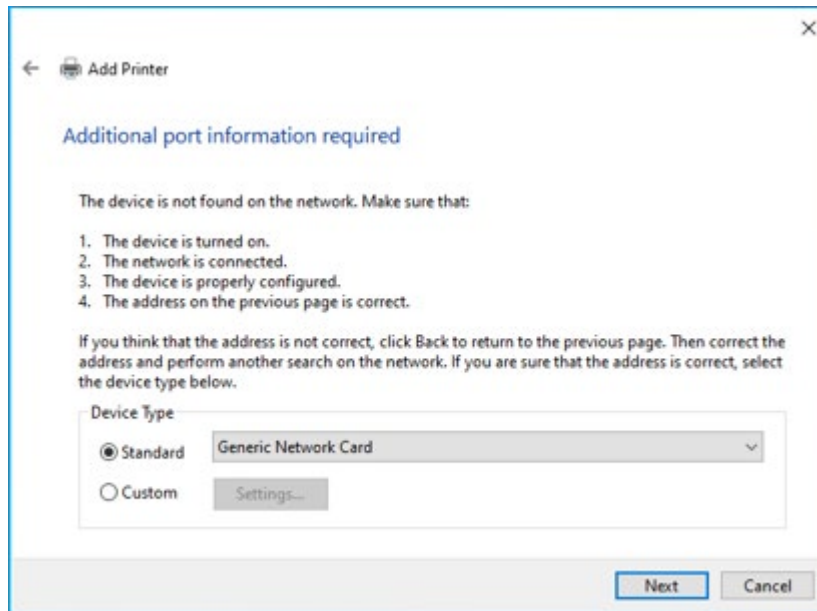 Add Printer
Additional port information required
The device is not found on the network. Make sure that:
1. The device is turned on.
2. The network is connected.
3. The device is properly configured.
4. The address on the previous page is correct.
If you think that the address is not correct, click Back to return to the previous page. Then correct the
address and perform another search on the network. If you are sure that the address is correct, select
the device type below.
Device Type
Standard
Generic Network Card
Custom
Settings...
Next
Cancel